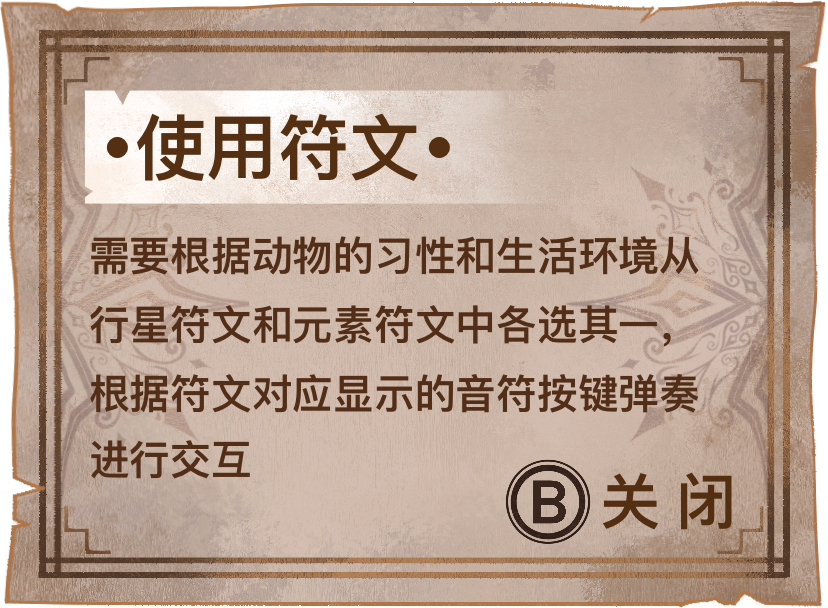 •使用符文•
需要根据动物的习性和生活环境从
行星符文和元素符文中各选其一，
根据符文对应显示的音符按键弹奏
进行交互
B 关 闭